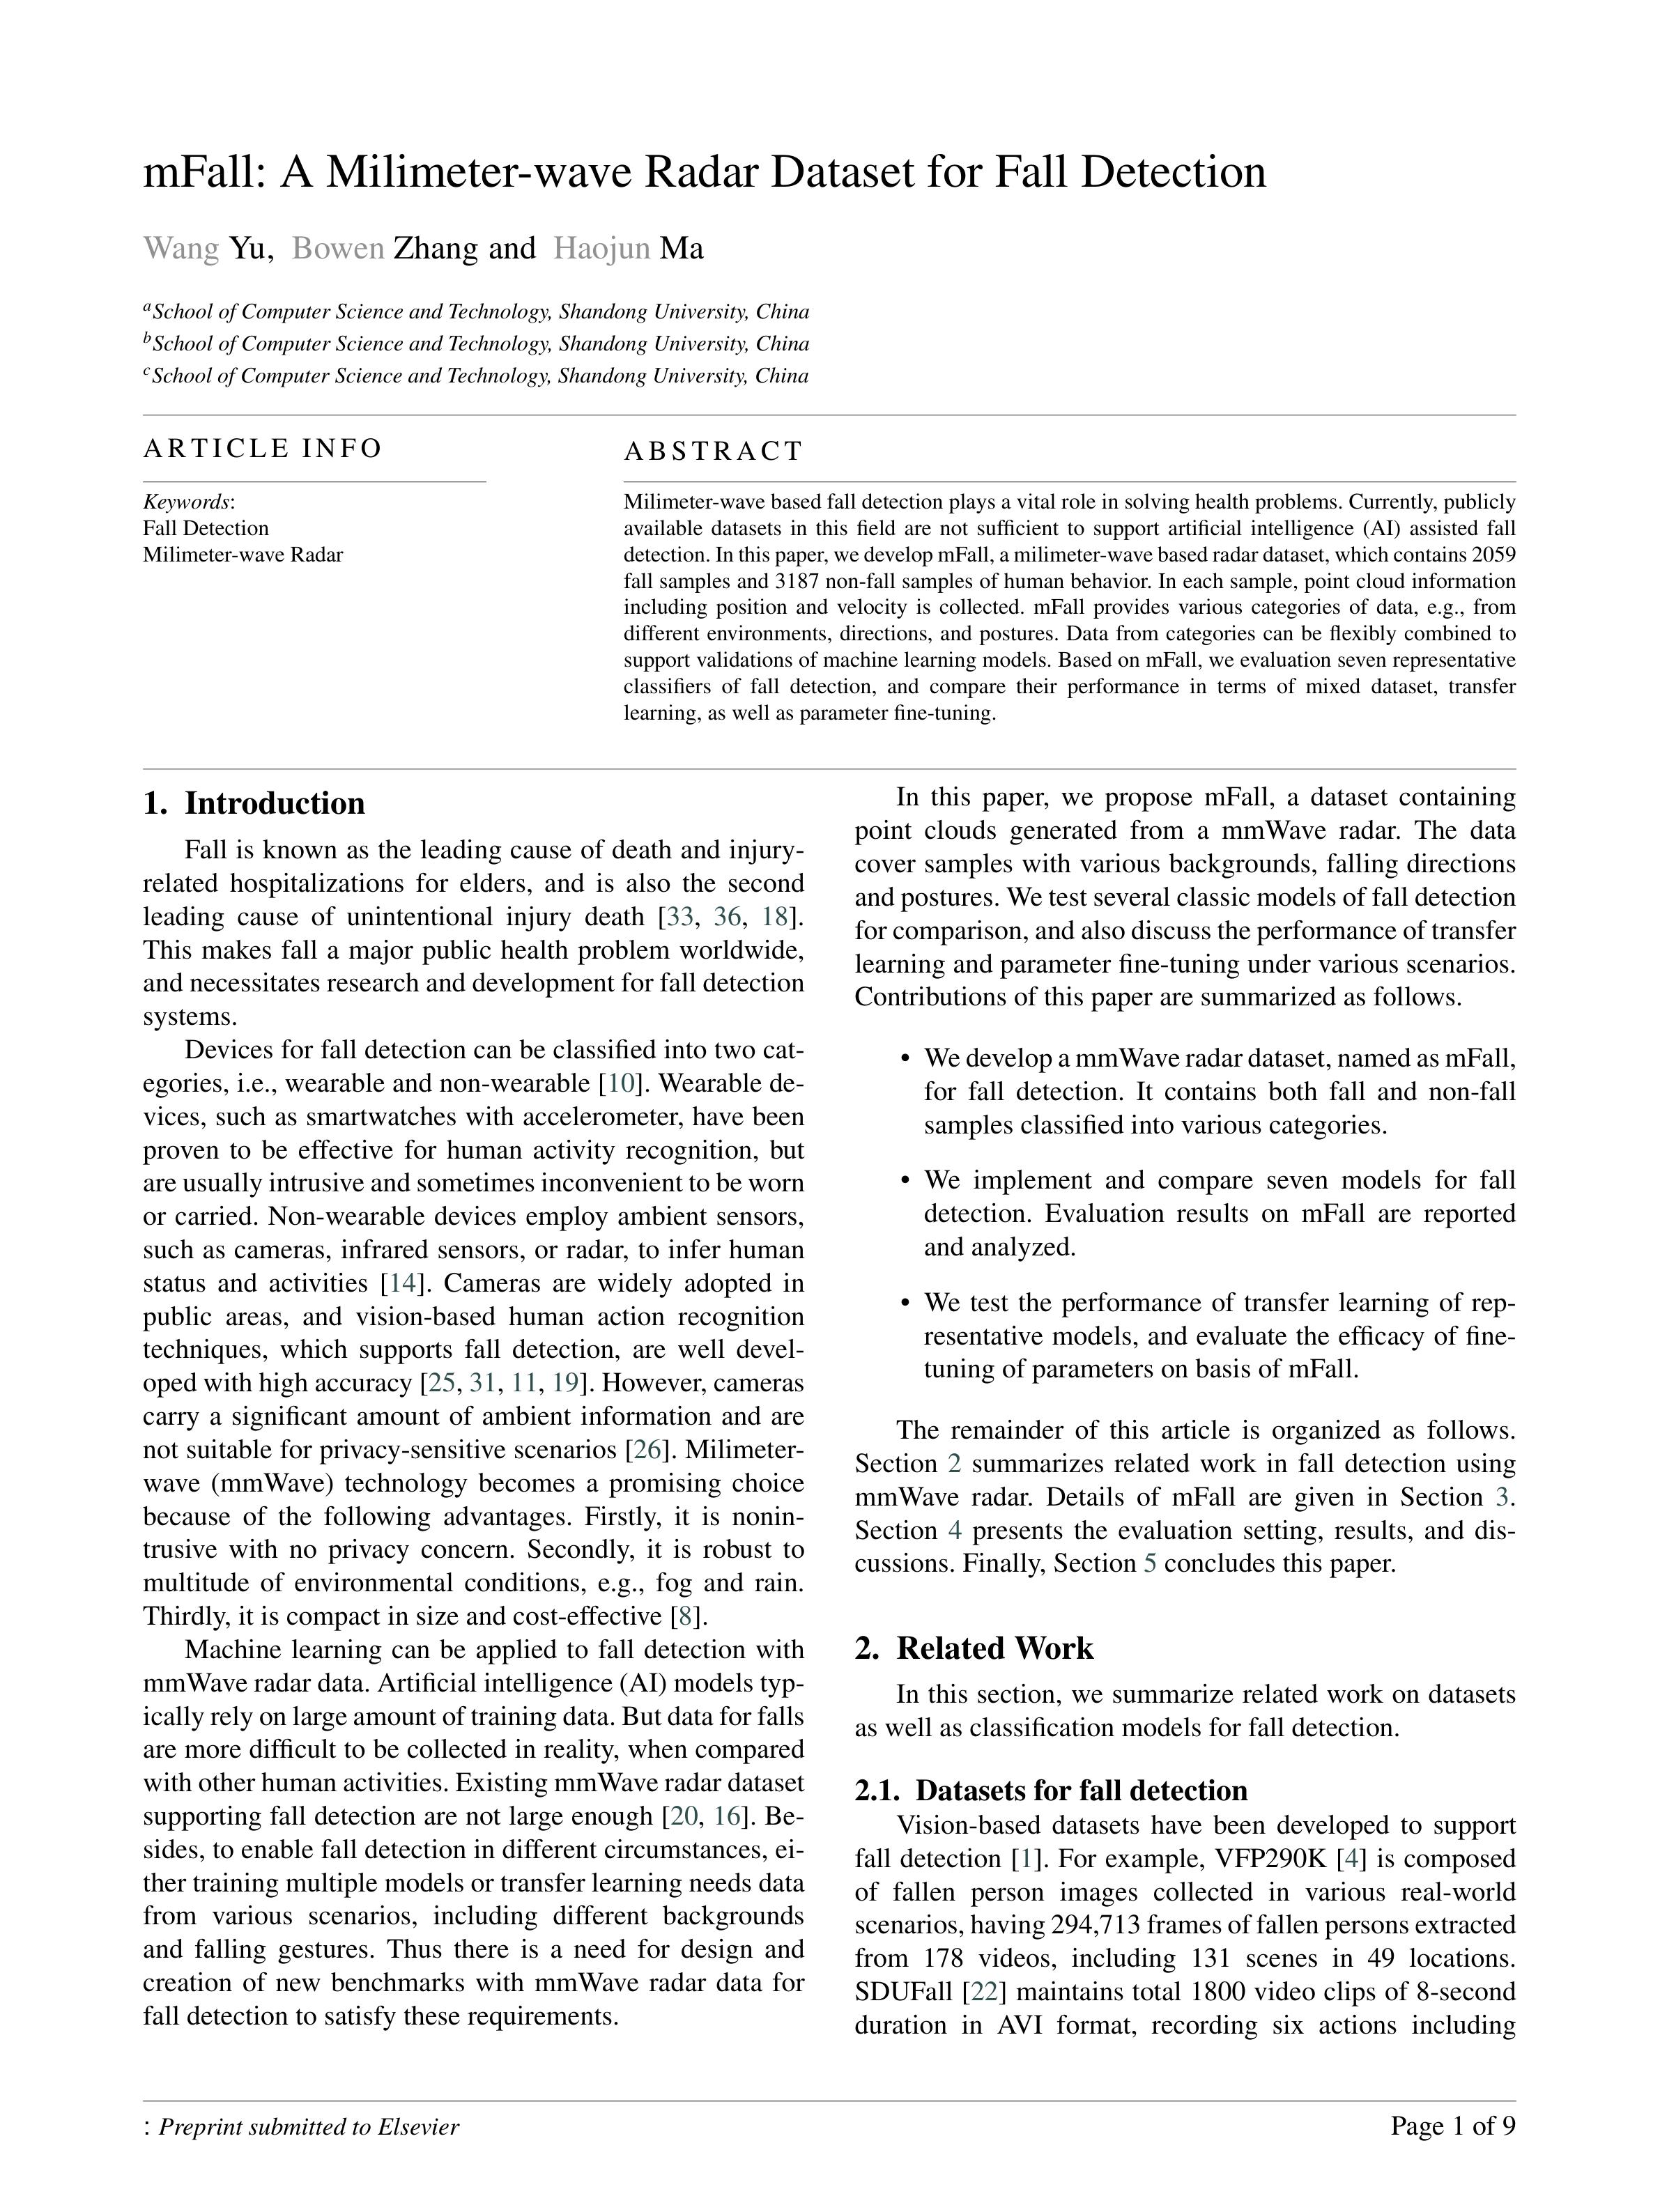 mFall: A Milimeter-wave Radar Dataset for Fall Detection
Wang Yu, Bowen Zhang and Haojun Ma
aSchool of Computer Science and Technology, Shandong University, China
bSchool of Computer Science and Technology, Shandong University, China
cSchool of Computer Science and Technology, Shandong University, China
ARTICLE INFO
Keywords:
Fall Detection
Milimeter-wave Radar
ABSTRACT
Milimeter-wave based fall detection plays a vital role in solving health problems. Currently, publicly
available datasets in this field are not sufficient to support artificial intelligence (AI) assisted fall
detection. In this paper, we develop mFall, a milimeter-wave based radar dataset, which contains 2059
fall samples and 3187 non-fall samples of human behavior. In each sample, point cloud information
including position and velocity is collected. mFall provides various categories of data, e.g., from
different environments, directions, and postures. Data from categories can be flexibly combined to
support validations of machine learning models. Based on mFall, we evaluation seven representative
classifiers of fall detection, and compare their performance in terms of mixed dataset, transfer
learning, as well as parameter fine-tuning.
1. Introduction
Fall is known as the leading cause of death and injury-
related hospitalizations for elders, and is also the second
leading cause of unintentional injury death [33, 36, 18].
This makes fall a major public health problem worldwide,
and necessitates research and development for fall detection
systems.
Devices for fall detection can be classified into two cat-
egories, i.e., wearable and non-wearable [10]. Wearable de-
vices, such as smartwatches with accelerometer, have been
proven to be effective for human activity recognition, but
are usually intrusive and sometimes inconvenient to be worn
or carried. Non-wearable devices employ ambient sensors,
such as cameras, infrared sensors, or radar, to infer human
status and activities [14]. Cameras are widely adopted in
public areas, and vision-based human action recognition
techniques, which supports fall detection, are well devel-
oped with high accuracy [25, 31, 11, 19]. However, cameras
carry a significant amount of ambient information and are
not suitable for privacy-sensitive scenarios [26]. Milimeter-
wave (mmWave) technology becomes a promising choice
because of the following advantages. Firstly, it is nonin-
trusive with no privacy concern. Secondly, it is robust to
multitude of environmental conditions, e.g., fog and rain.
Thirdly, it is compact in size and cost-effective [8].
Machine learning can be applied to fall detection with
mmWave radar data. Artificial intelligence (AI) models typ-
ically rely on large amount of training data. But data for falls
are more difficult to be collected in reality, when compared
with other human activities. Existing mmWave radar dataset
supporting fall detection are not large enough [20, 16]. Be-
sides, to enable fall detection in different circumstances, ei-
ther training multiple models or transfer learning needs data
from various scenarios, including different backgrounds
and falling gestures. Thus there is a need for design and
creation of new benchmarks with mmWave radar data for
fall detection to satisfy these requirements.
In this paper, we propose mFall, a dataset containing
point clouds generated from a mmWave radar. The data
cover samples with various backgrounds, falling directions
and postures. We test several classic models of fall detection
for comparison, and also discuss the performance of transfer
learning and parameter fine-tuning under various scenarios.
Contributions of this paper are summarized as follows.
• We develop a mmWave radar dataset, named as mFall,
for fall detection. It contains both fall and non-fall
samples classified into various categories.
• We implement and compare seven models for fall
detection. Evaluation results on mFall are reported
and analyzed.
• We test the performance of transfer learning of rep-
resentative models, and evaluate the efficacy of fine-
tuning of parameters on basis of mFall.
The remainder of this article is organized as follows.
Section 2 summarizes related work in fall detection using
mmWave radar. Details of mFall are given in Section 3.
Section 4 presents the evaluation setting, results, and dis-
cussions. Finally, Section 5 concludes this paper.
2. Related Work
In this section, we summarize related work on datasets
as well as classification models for fall detection.
2.1. Datasets for fall detection
Vision-based datasets have been developed to support
fall detection [1]. For example, VFP290K [4] is composed
of fallen person images collected in various real-world
scenarios, having 294,713 frames of fallen persons extracted
from 178 videos, including 131 scenes in 49 locations.
SDUFall [22] maintains total 1800 video clips of 8-second
duration in AVI format, recording six actions including
: Preprint submitted to Elsevier
Page 1 of 9